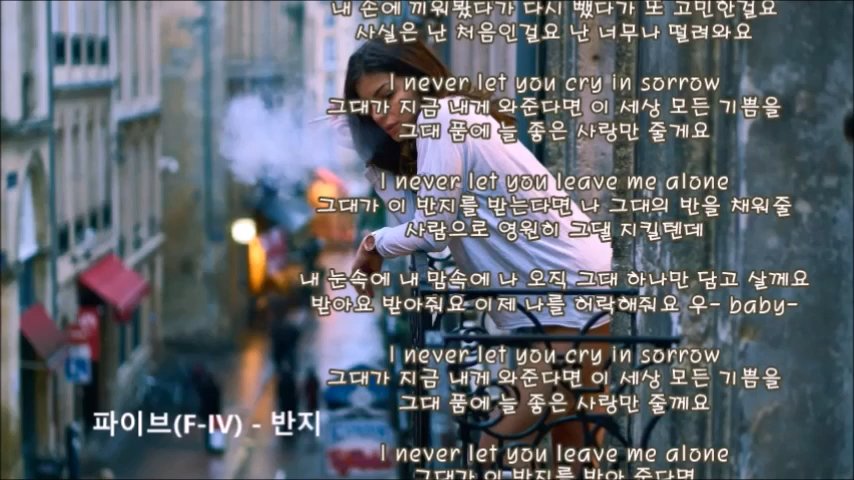 내 손에 끼워봤다가 다시 뺐다가 또 고민한걸요
사실은 난 처음인걸요 난 너무나 떨려와요
I never let you cry in sorrow
그대가 지금 내게 와준다면 이 세상 모든 기쁨을
그대 품에 늘 좋은 사랑만 줄게요
I never let you leave me alone
그대가 이 반지를 받는다면 나 그대의 반을 채워줄
사람으로 영원히 그댈 지킬텐데
내 눈속에 내 맘속에 나 오직 그대 하나만 담고 살께요
받아요 받아줘요 이제 나를 허락해줘요 우- baby-
I never let you cry in sorrow
그대가 지금 내게 와준다면 이 세상 모든 기쁨을
그대 품에 늘 좋은 사랑만 줄께요
파이브(F-IV) - 반지
I never let you leave me alone
그대가 이 반지를 받아 준다면